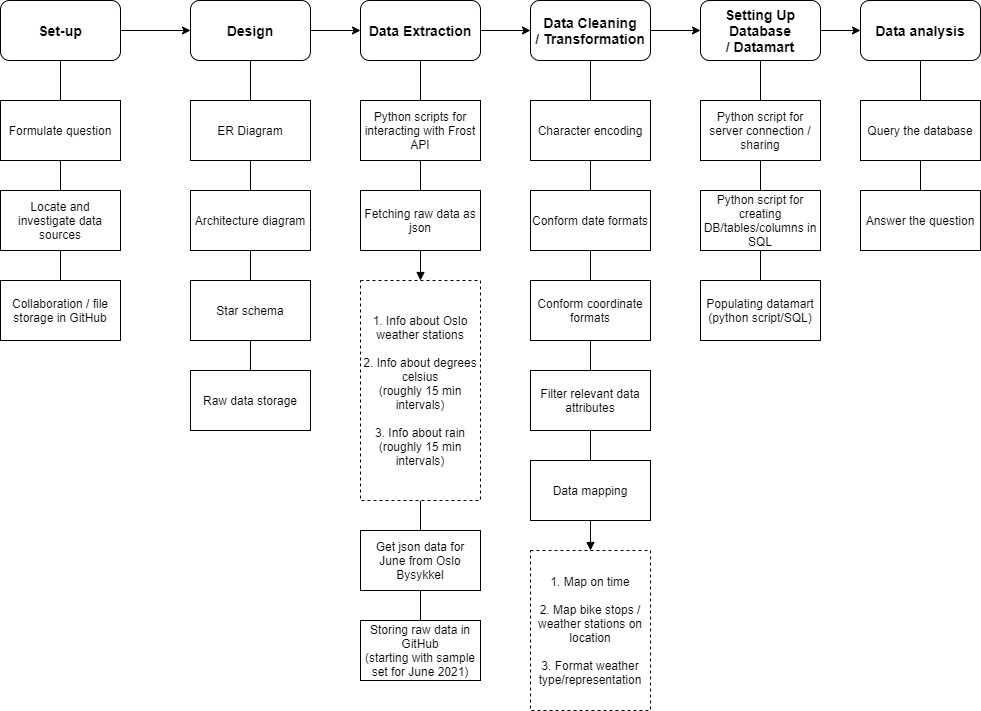 Set-up
Design
Data Extraction
Data Cleaning
/ Transformation
Setting Up
Database
/ Datamart
Data analysis
Formulate question
Locate and
investigate data
sources
Collaboration / file
storage in GitHub
ER Diagram
Architecture diagram
Star schema
Raw data storage
Python scripts for
interacting with Frost
API
Fetching raw data as
json
1. Info about Oslo
weather stations
2. Info about degrees
celsius
(roughly 15 min
intervals)
3. Info about rain
(roughly 15 min
intervals)
Get json data for
June from Oslo
Bysykkel
Storing raw data in
GitHub
(starting with sample
set for June 2021)
Character encoding
Conform date formats
Conform coordinate
formats
Filter relevant data
attributes
Data mapping
1. Map on time
2. Map bike stops /
weather stations on
location
3. Format weather
type/representation
Python script for
server connection /
sharing
Python script for
creating
DB/tables/columns in
SQL
Populating datamart
(python script/SQL)
Query the database
Answer the question